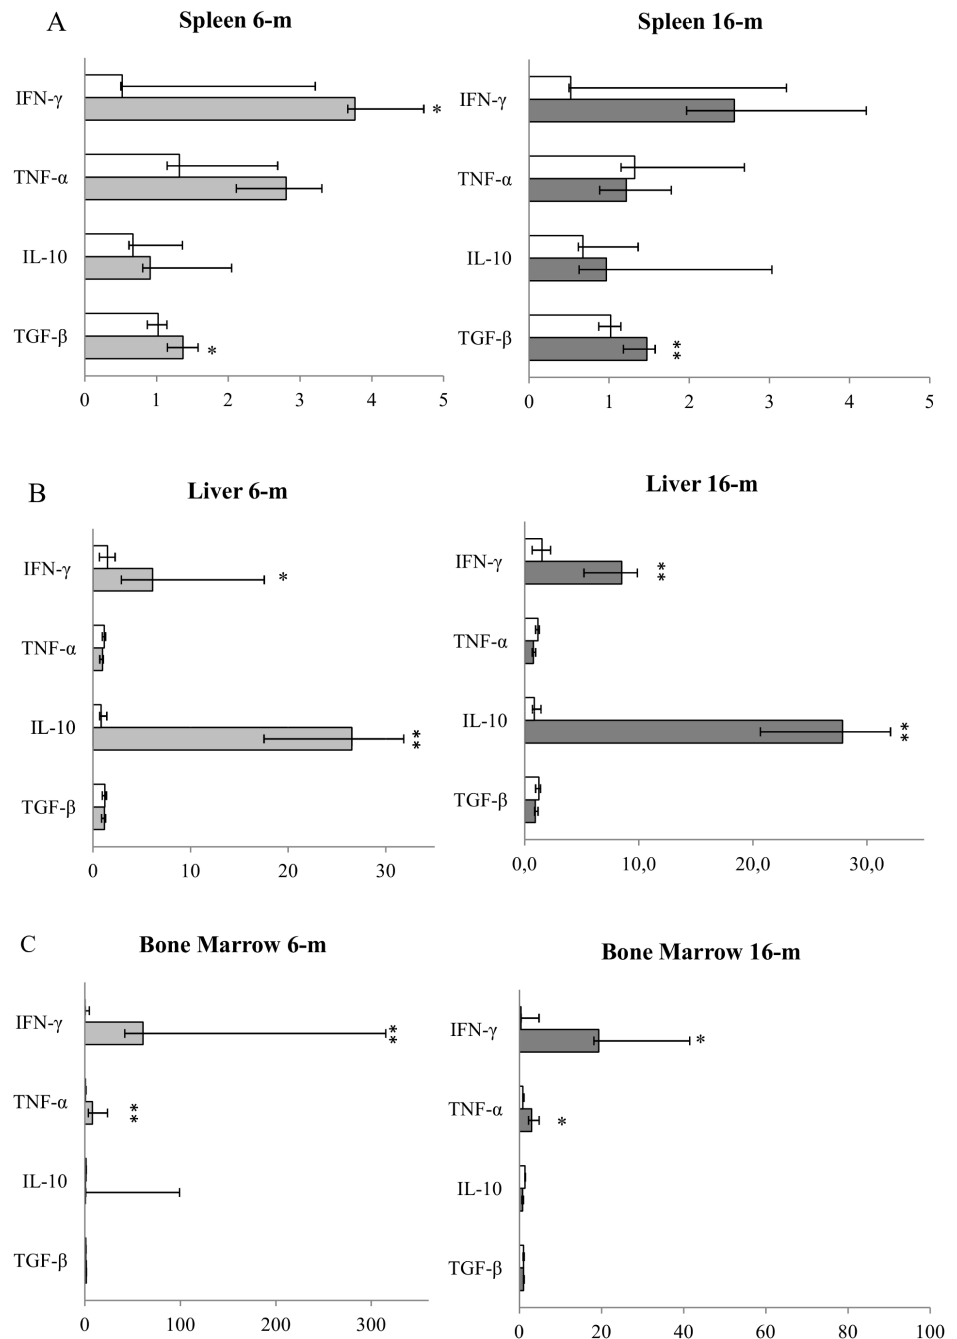 A
Spleen 6-m
IFN-γ
*
TNF-α
IL-10
TGF-β
*
0 1 2 3 4 5
Spleen 16-m
IFN-γ
TNF-α
IL-10
TGF-β
**
0 1 2 3 4 5
B
Liver 6-m
IFN-γ
*
TNF-α
IL-10
**
TGF-β
0 10 20 30
Liver 16-m
IFN-γ
**
TNF-α
IL-10
**
TGF-β
0,0 10,0 20,0 30,0
C
Bone Marrow 6-m
IFN-γ
**
TNF-α
**
IL-10
TGF-β
0 100 200 300
Bone Marrow 16-m
IFN-γ
*
TNF-α
*
IL-10
TGF-β
0 20 40 60 80 100